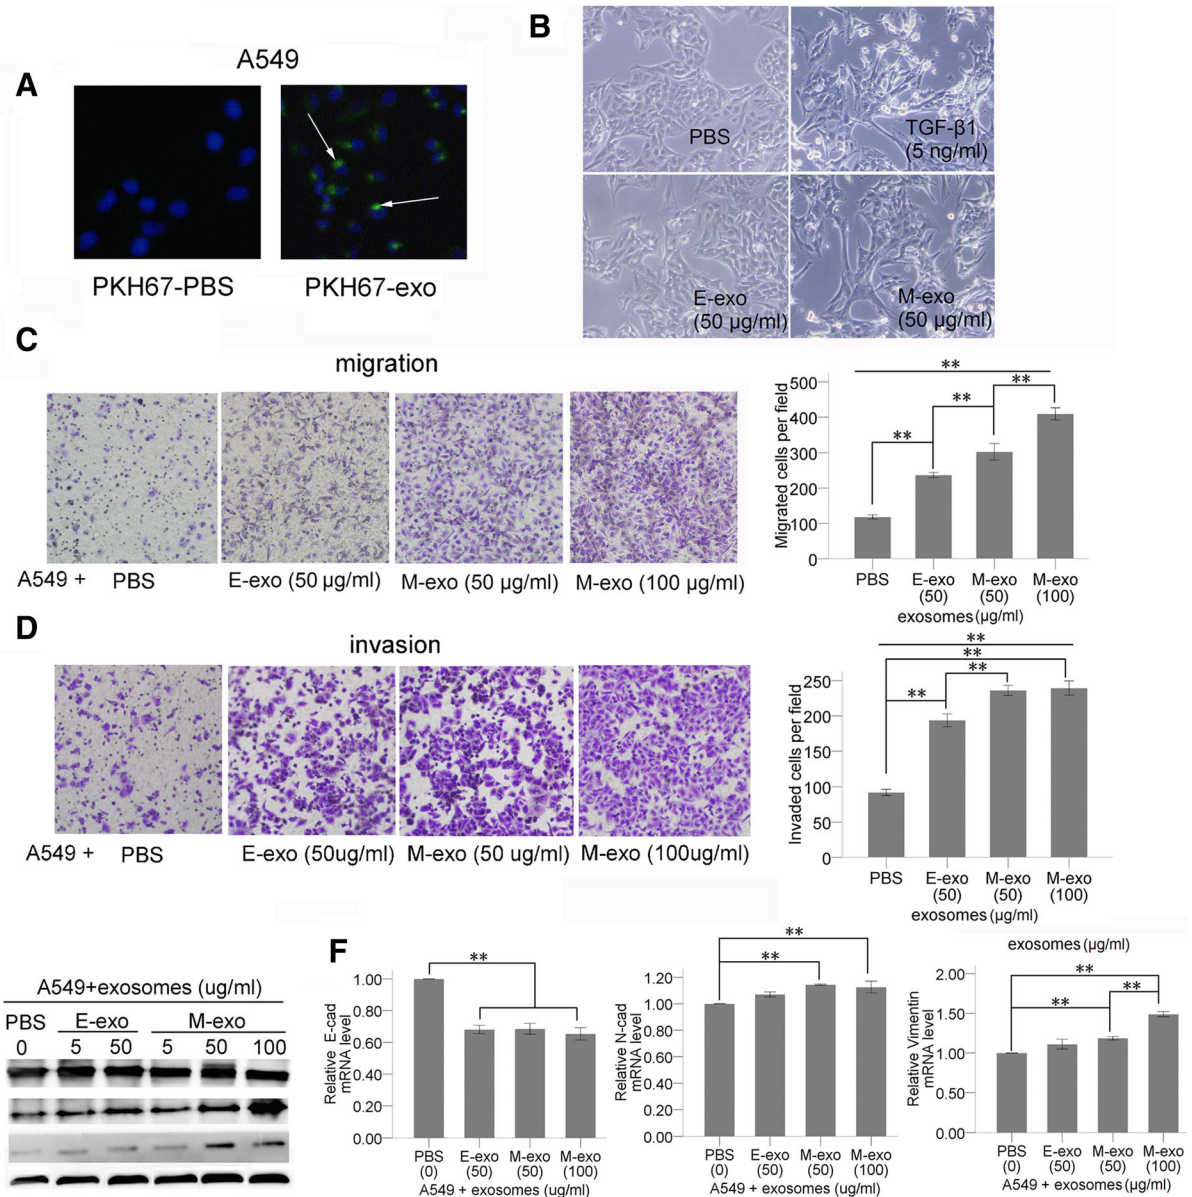 A
A549
PKH67-PBS
PKH67-exo
B
PBS
TGF-β1
(5 ng/ml)
E-exo
(50 µg/ml)
M-exo
(50 µg/ml)
C
migration
A549 +
PBS
E-exo (50 µg/ml)
M-exo (50 µg/ml)
M-exo (100 µg/ml)
Migrated cells per field
500
400
300
200
100
0
**
**
**
**
PBS
E-exo
(50)
M-exo
(50)
M-exo
(100)
exosomes (µg/ml)
D
invasion
A549 +
PBS
E-exo (50ug/ml)
M-exo (50 ug/ml)
M-exo (100ug/ml)
Invaded cells per field
250
200
150
100
50
0
**
**
**
**
PBS
E-exo
(50)
M-exo
(50)
M-exo
(100)
exosomes (µg/ml)
A549+exosomes (ug/ml)
PBS E-exo M-exo
0 5 50 5 50 100
F
Relative E-cad
mRNA level
1.00
0.80
0.60
0.40
0.20
0.00
**
PBS
(0)
E-exo
(50)
M-exo
(50)
M-exo
(100)
A549 + exosomes (ug/ml)
Relative N-cad
mRNA level
1.20
1.00
0.80
0.60
0.40
0.20
0.00
**
**
PBS
(0)
E-exo
(50)
M-exo
(50)
M-exo
(100)
A549 + exosomes (ug/ml)
exosomes (µg/ml)
Relative Vimentin
mRNA level
2.00
1.50
1.00
0.50
0.00
**
**
**
PBS
(0)
E-exo
(50)
M-exo
(50)
M-exo
(100)
A549 + exosomes (ug/ml)